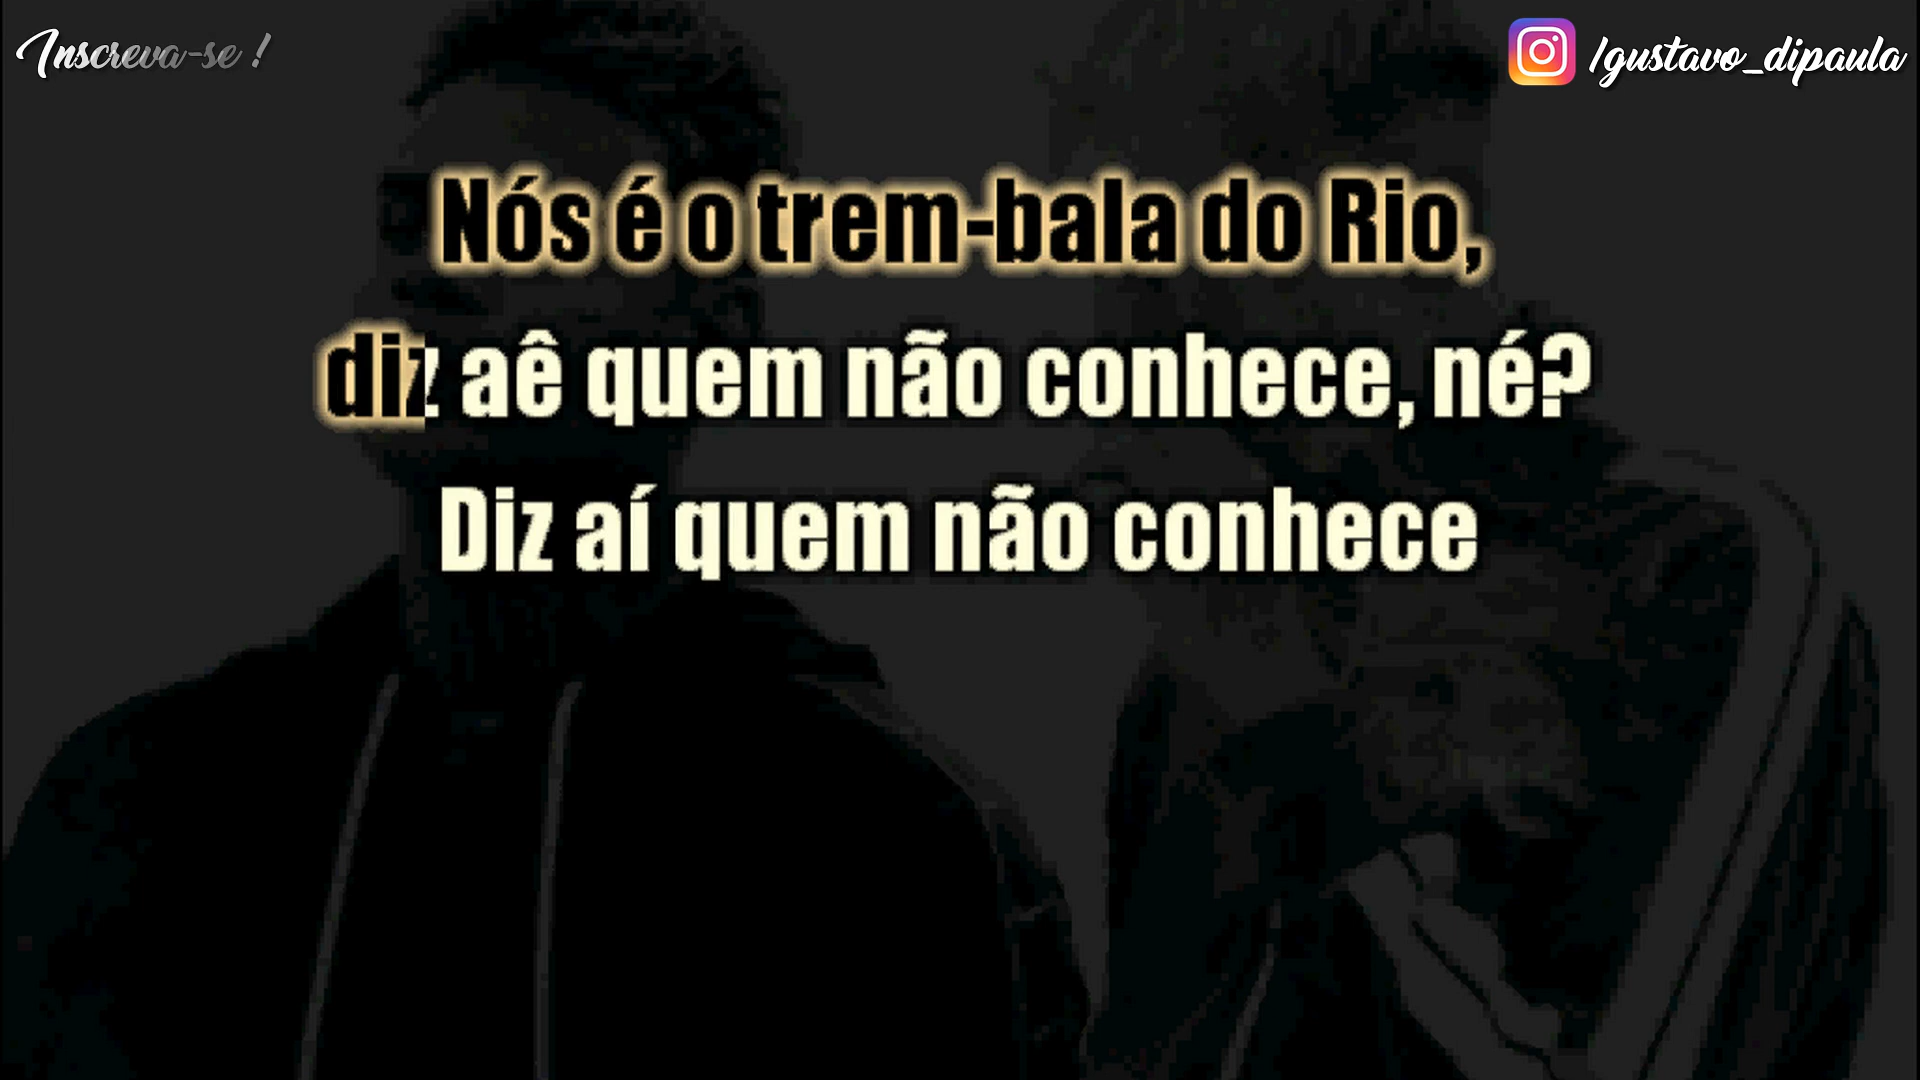 Inscreva-se !
/gustavo_dipaula
Nós é o trem-bala do Rio,
diz aê quem não conhece, né?
Diz aí quem não conhece